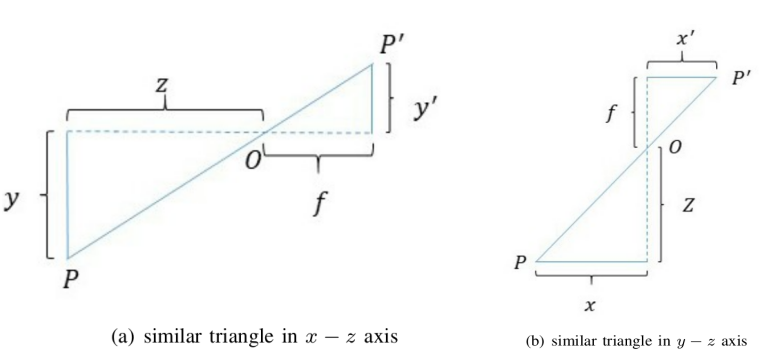 P'
z
y'
O
y
f
P
(a) similar triangle in x − z axis
x'
P'
f
O
Z
P
x
(b) similar triangle in y − z axis